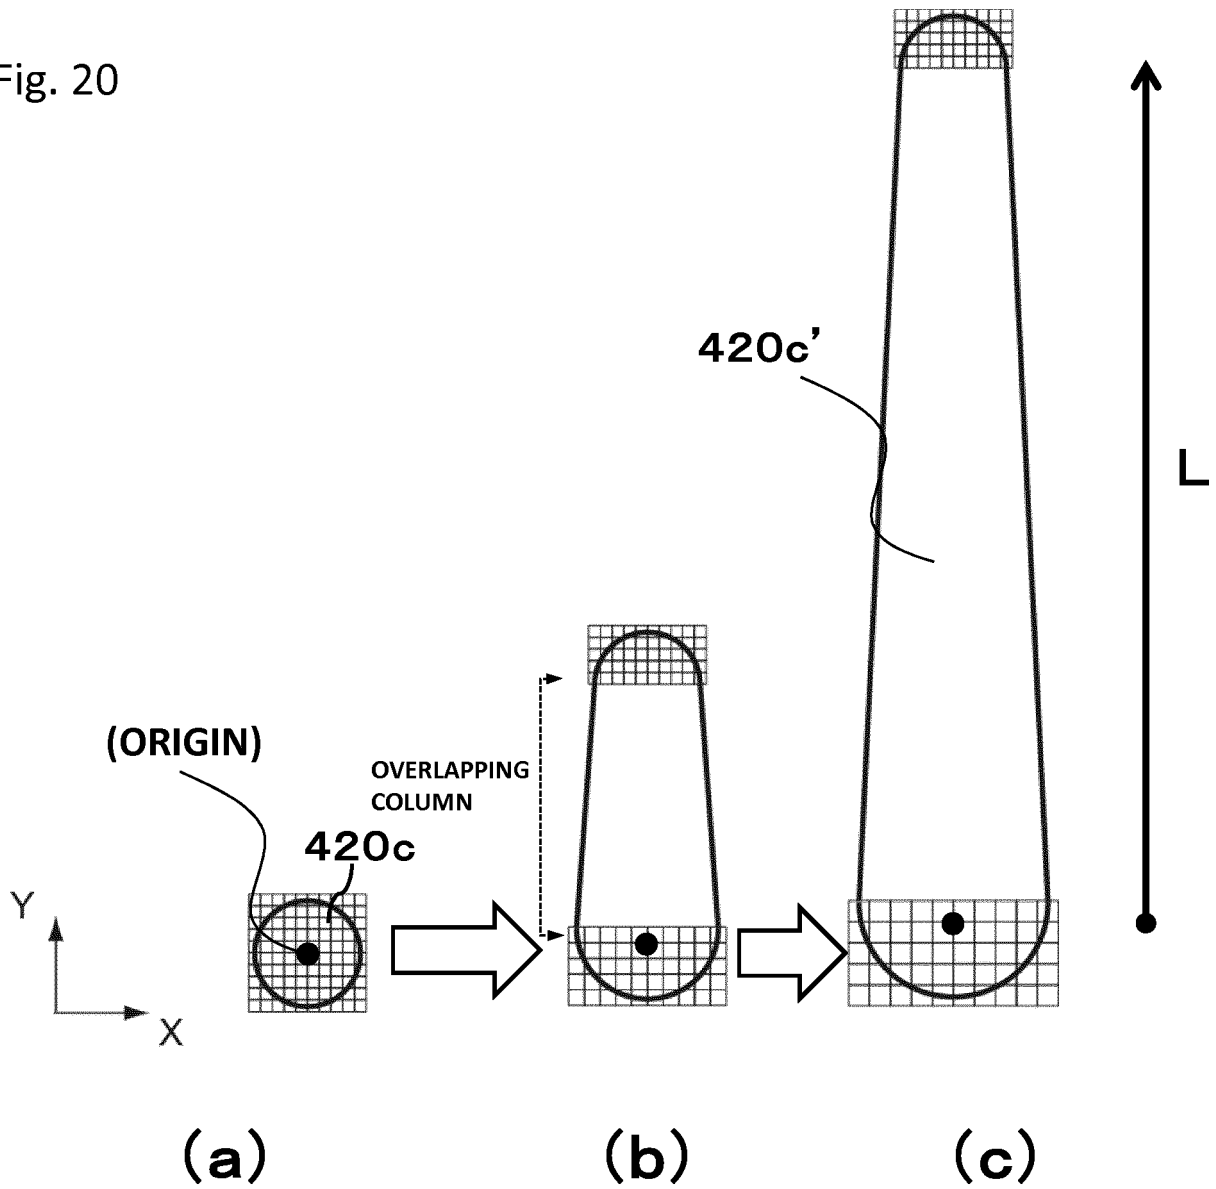 Fig. 20
420c'
L
(ORIGIN)
OVERLAPPING
COLUMN
420c
Y
X
(a)
(b)
(c)